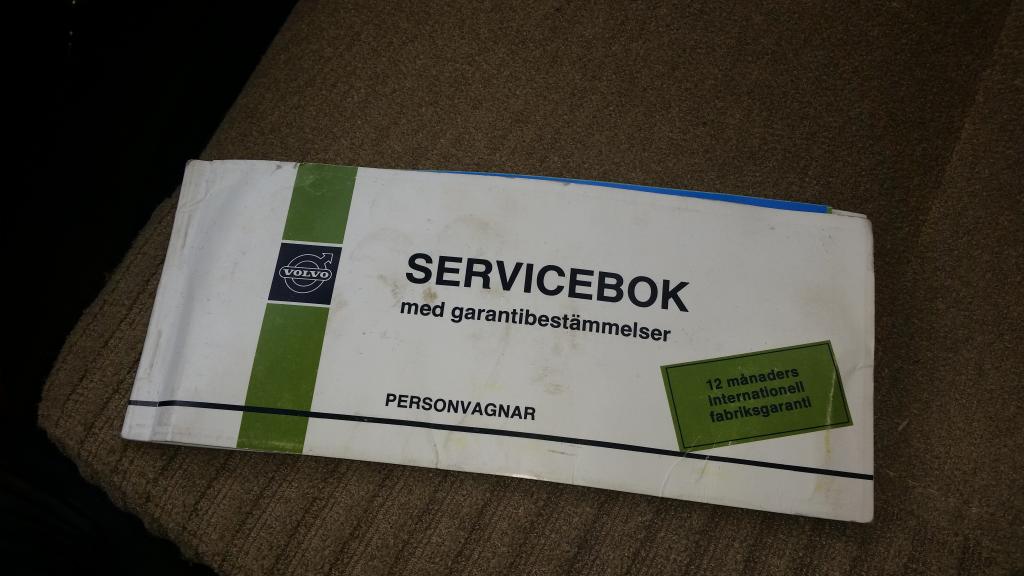 VOLVO
SERVICEBOK
med garantibestämmelser
PERSONVAGNAR
12 månaders
internationell
fabriksgaranti